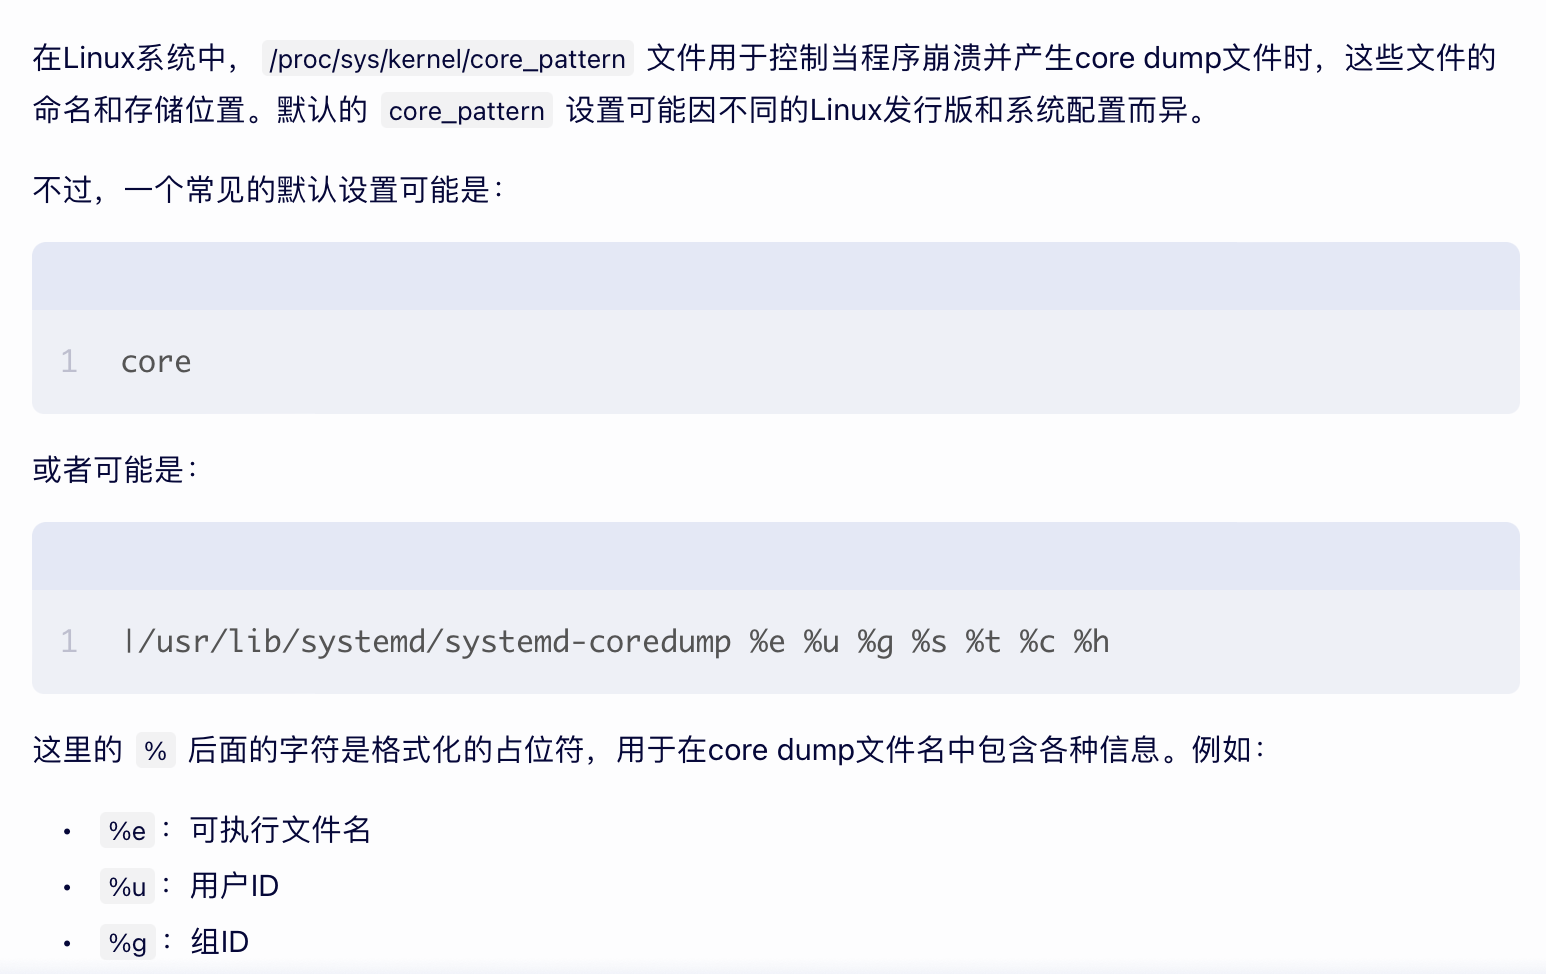 在Linux系统中， /proc/sys/kernel/core_pattern 文件用于控制当程序崩溃并产生core dump文件时，这些文件的
命名和存储位置。默认的 core_pattern 设置可能因不同的Linux发行版和系统配置而异。
不过，一个常见的默认设置可能是：
1 core
或者可能是：
1 |/usr/lib/systemd/systemd-coredump %e %u %g %s %t %c %h
这里的 % 后面的字符是格式化的占位符，用于在core dump文件名中包含各种信息。例如：
• %e：可执行文件名
• %u：用户ID
• %g：组ID